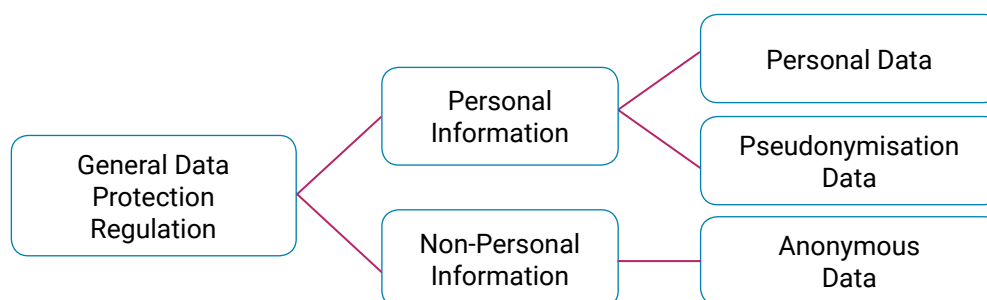 General Data
Protection
Regulation
Personal
Information
Non-Personal
Information
Personal Data
Pseudonymisation
Data
Anonymous
Data